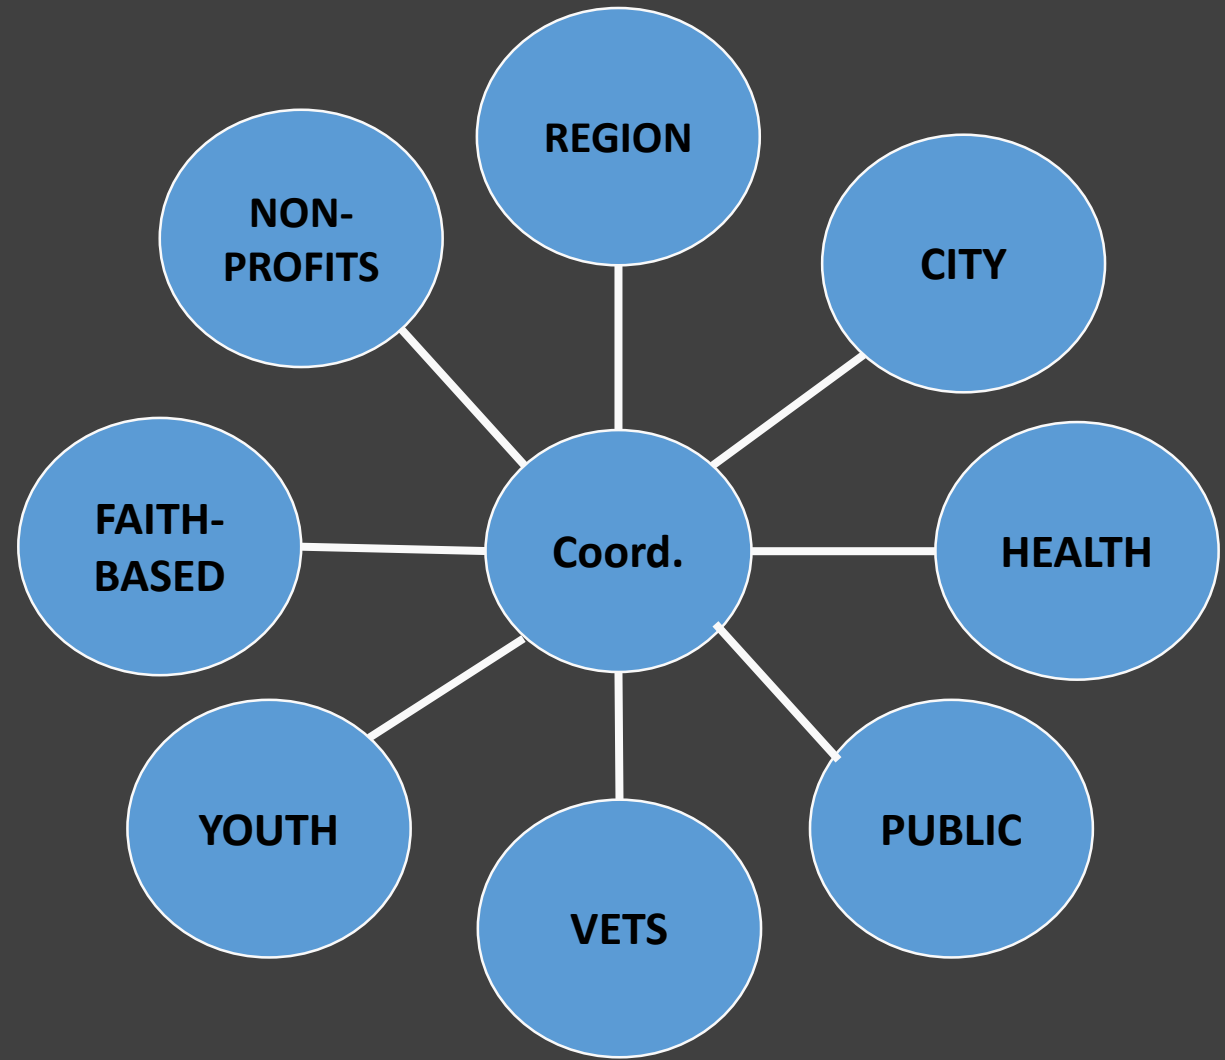 REGION
NON-
PROFITS
CITY
FAITH-
BASED
Coord.
HEALTH
YOUTH
PUBLIC
VETS